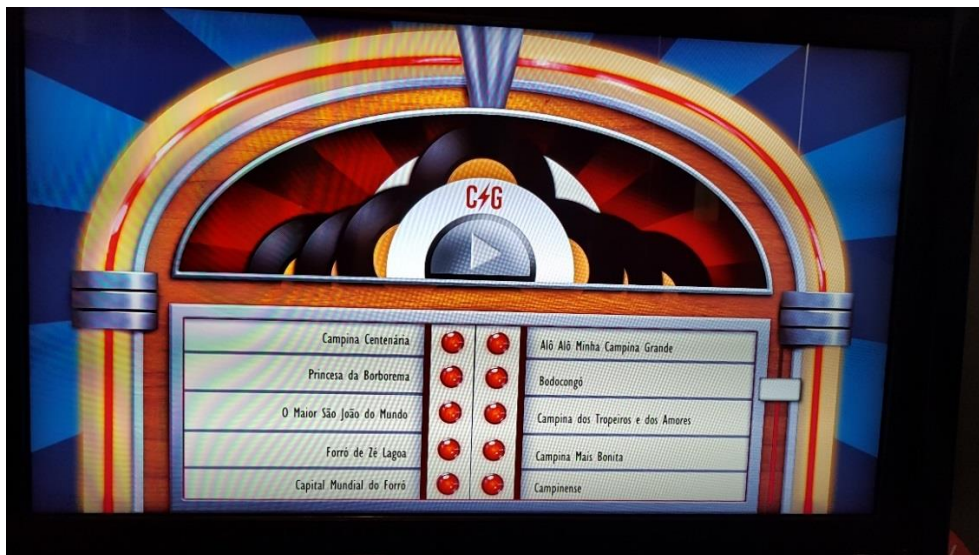 C⚡G
Campina Centenária
Princesa da Borborema
O Maior São João do Mundo
Forró de Zé Lagoa
Capital Mundial do Forró
Alô Alô Minha Campina Grande
Bodocongó
Campina dos Tropeiros e dos Amores
Campina Mais Bonita
Campinense